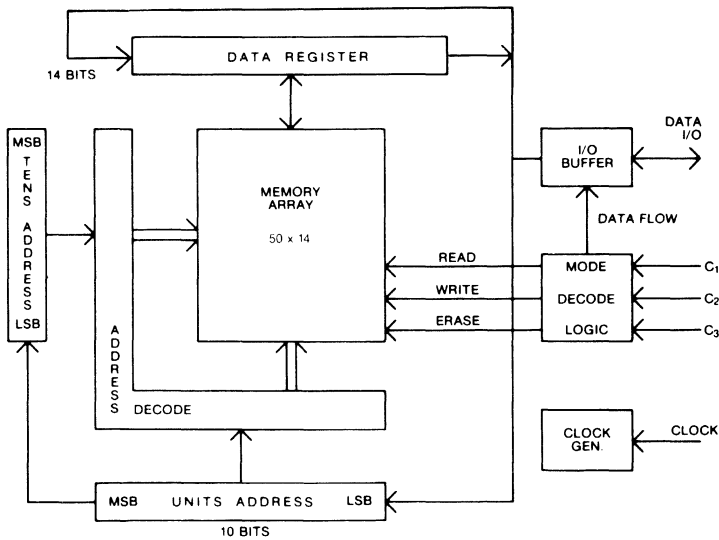 14 BITS
DATA REGISTER
MSB
TENS ADDRESS
LSB
MEMORY
ARRAY
50 x 14
I/O
BUFFER
DATA
I/O
DATA FLOW
READ
WRITE
ERASE
MODE
DECODE
LOGIC
C1
C2
C3
ADDRESS
DECODE
CLOCK
GEN.
CLOCK
MSB UNITS ADDRESS LSB
10 BITS